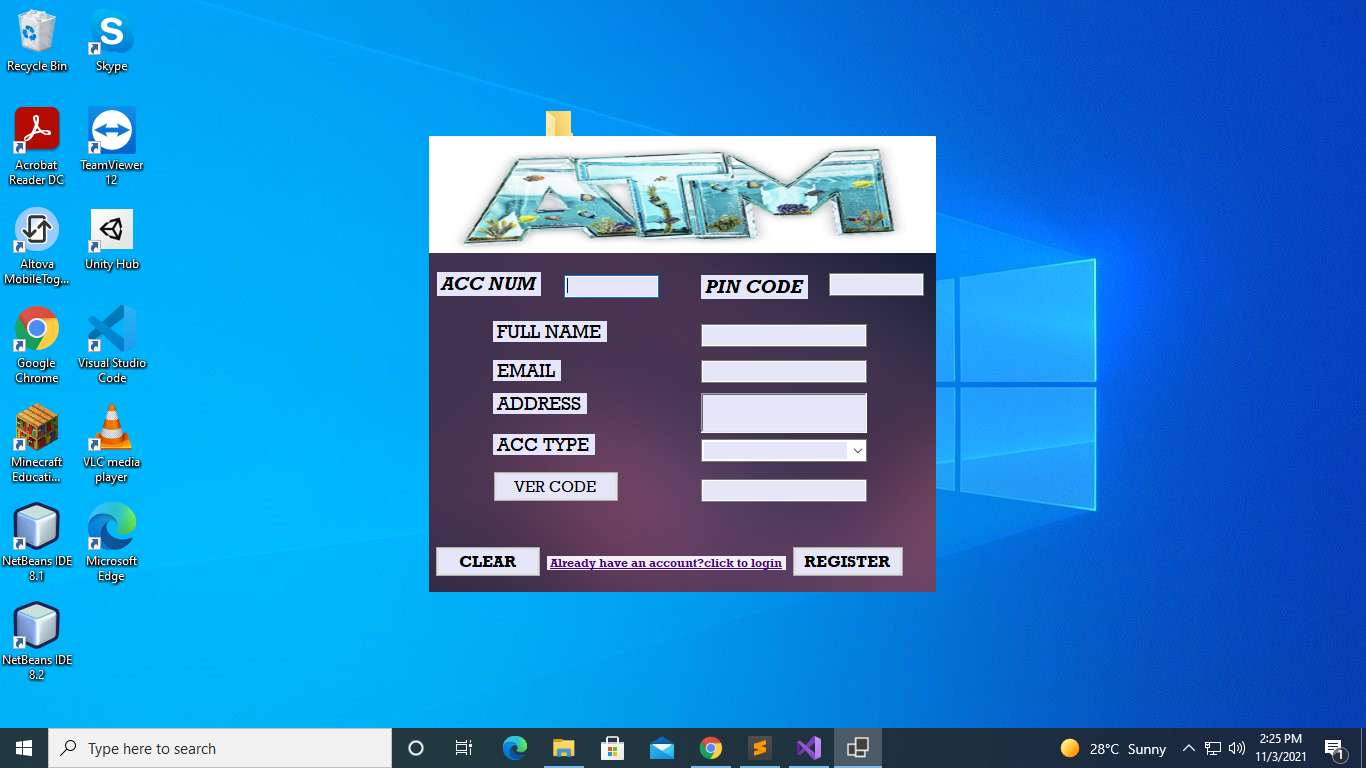 Recycle Bin
Skype
Acrobat
Reader DC
TeamViewer
12
Altova
MobileTog...
Unity Hub
Google
Chrome
Visual Studio
Code
Minecraft
Educati...
VLC media
player
NetBeans IDE
8.1
Microsoft
Edge
NetBeans IDE
8.2
ATM
ACC NUM
PIN CODE
FULL NAME
EMAIL
ADDRESS
ACC TYPE
VER CODE
CLEAR
Already have an account?click to login
REGISTER
Type here to search
28°C Sunny
2:25 PM
11/3/2021
1